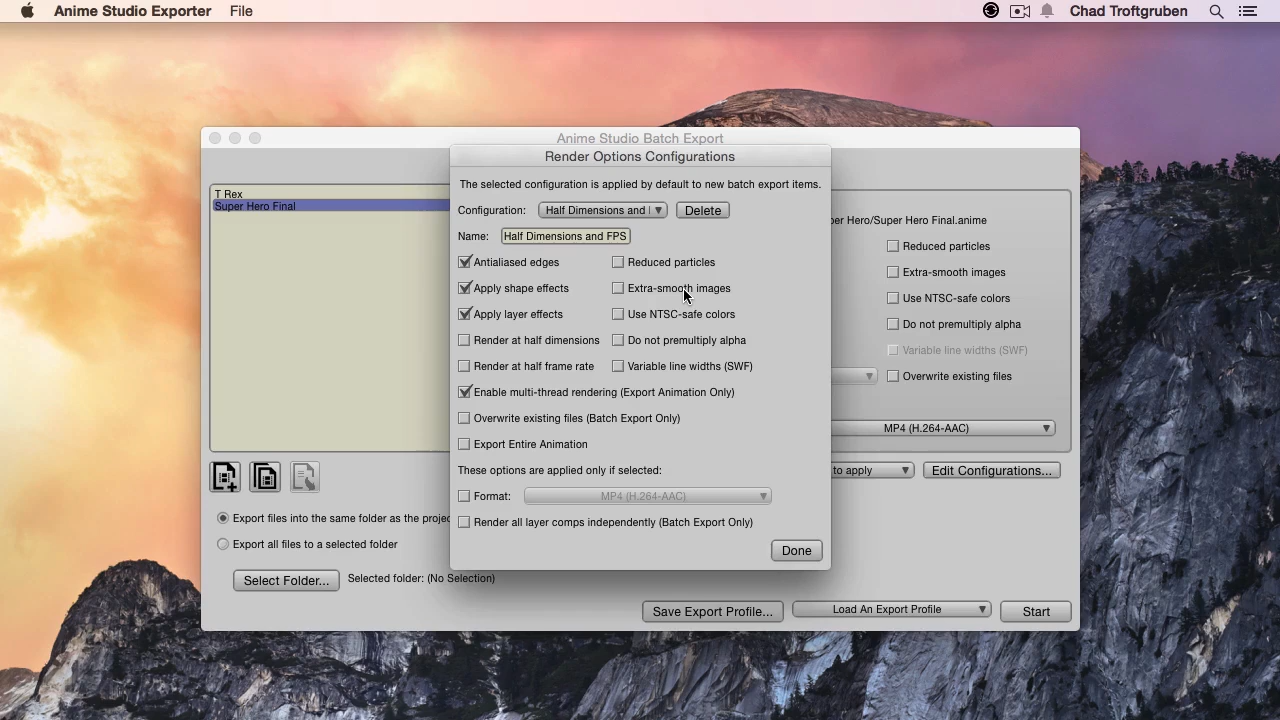 Anime Studio Exporter File Chad Troftgruben
Anime Studio Batch Export
Render Options Configurations
The selected configuration is applied by default to new batch export items.
Configuration: Half Dimensions and Delete
Name: Half Dimensions and FPS
Antialiased edges Reduced particles
Apply shape effects Extra-smooth images
Apply layer effects Use NTSC-safe colors
Render at half dimensions Do not premultiply alpha
Render at half frame rate Variable line widths (SWF)
Enable multi-thread rendering (Export Animation Only)
Overwrite existing files (Batch Export Only)
Export Entire Animation
These options are applied only if selected:
Format: MP4 (H.264-AAC)
Render all layer comps independently (Batch Export Only)
Done
T Rex
Super Hero Final
er Hero/Super Hero Final.anime
Reduced particles
Extra-smooth images
Use NTSC-safe colors
Do not premultiply alpha
Variable line widths (SWF)
Overwrite existing files
MP4 (H.264-AAC)
to apply Edit Configurations...
Export files into the same folder as the projec
Export all files to a selected folder
Select Folder... Selected folder: (No Selection)
Save Export Profile... Load An Export Profile Start